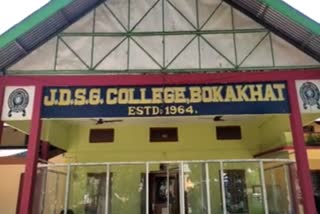 J.D.S.G. COLLEGE, BOKAKHAT
ESTD: 1964.